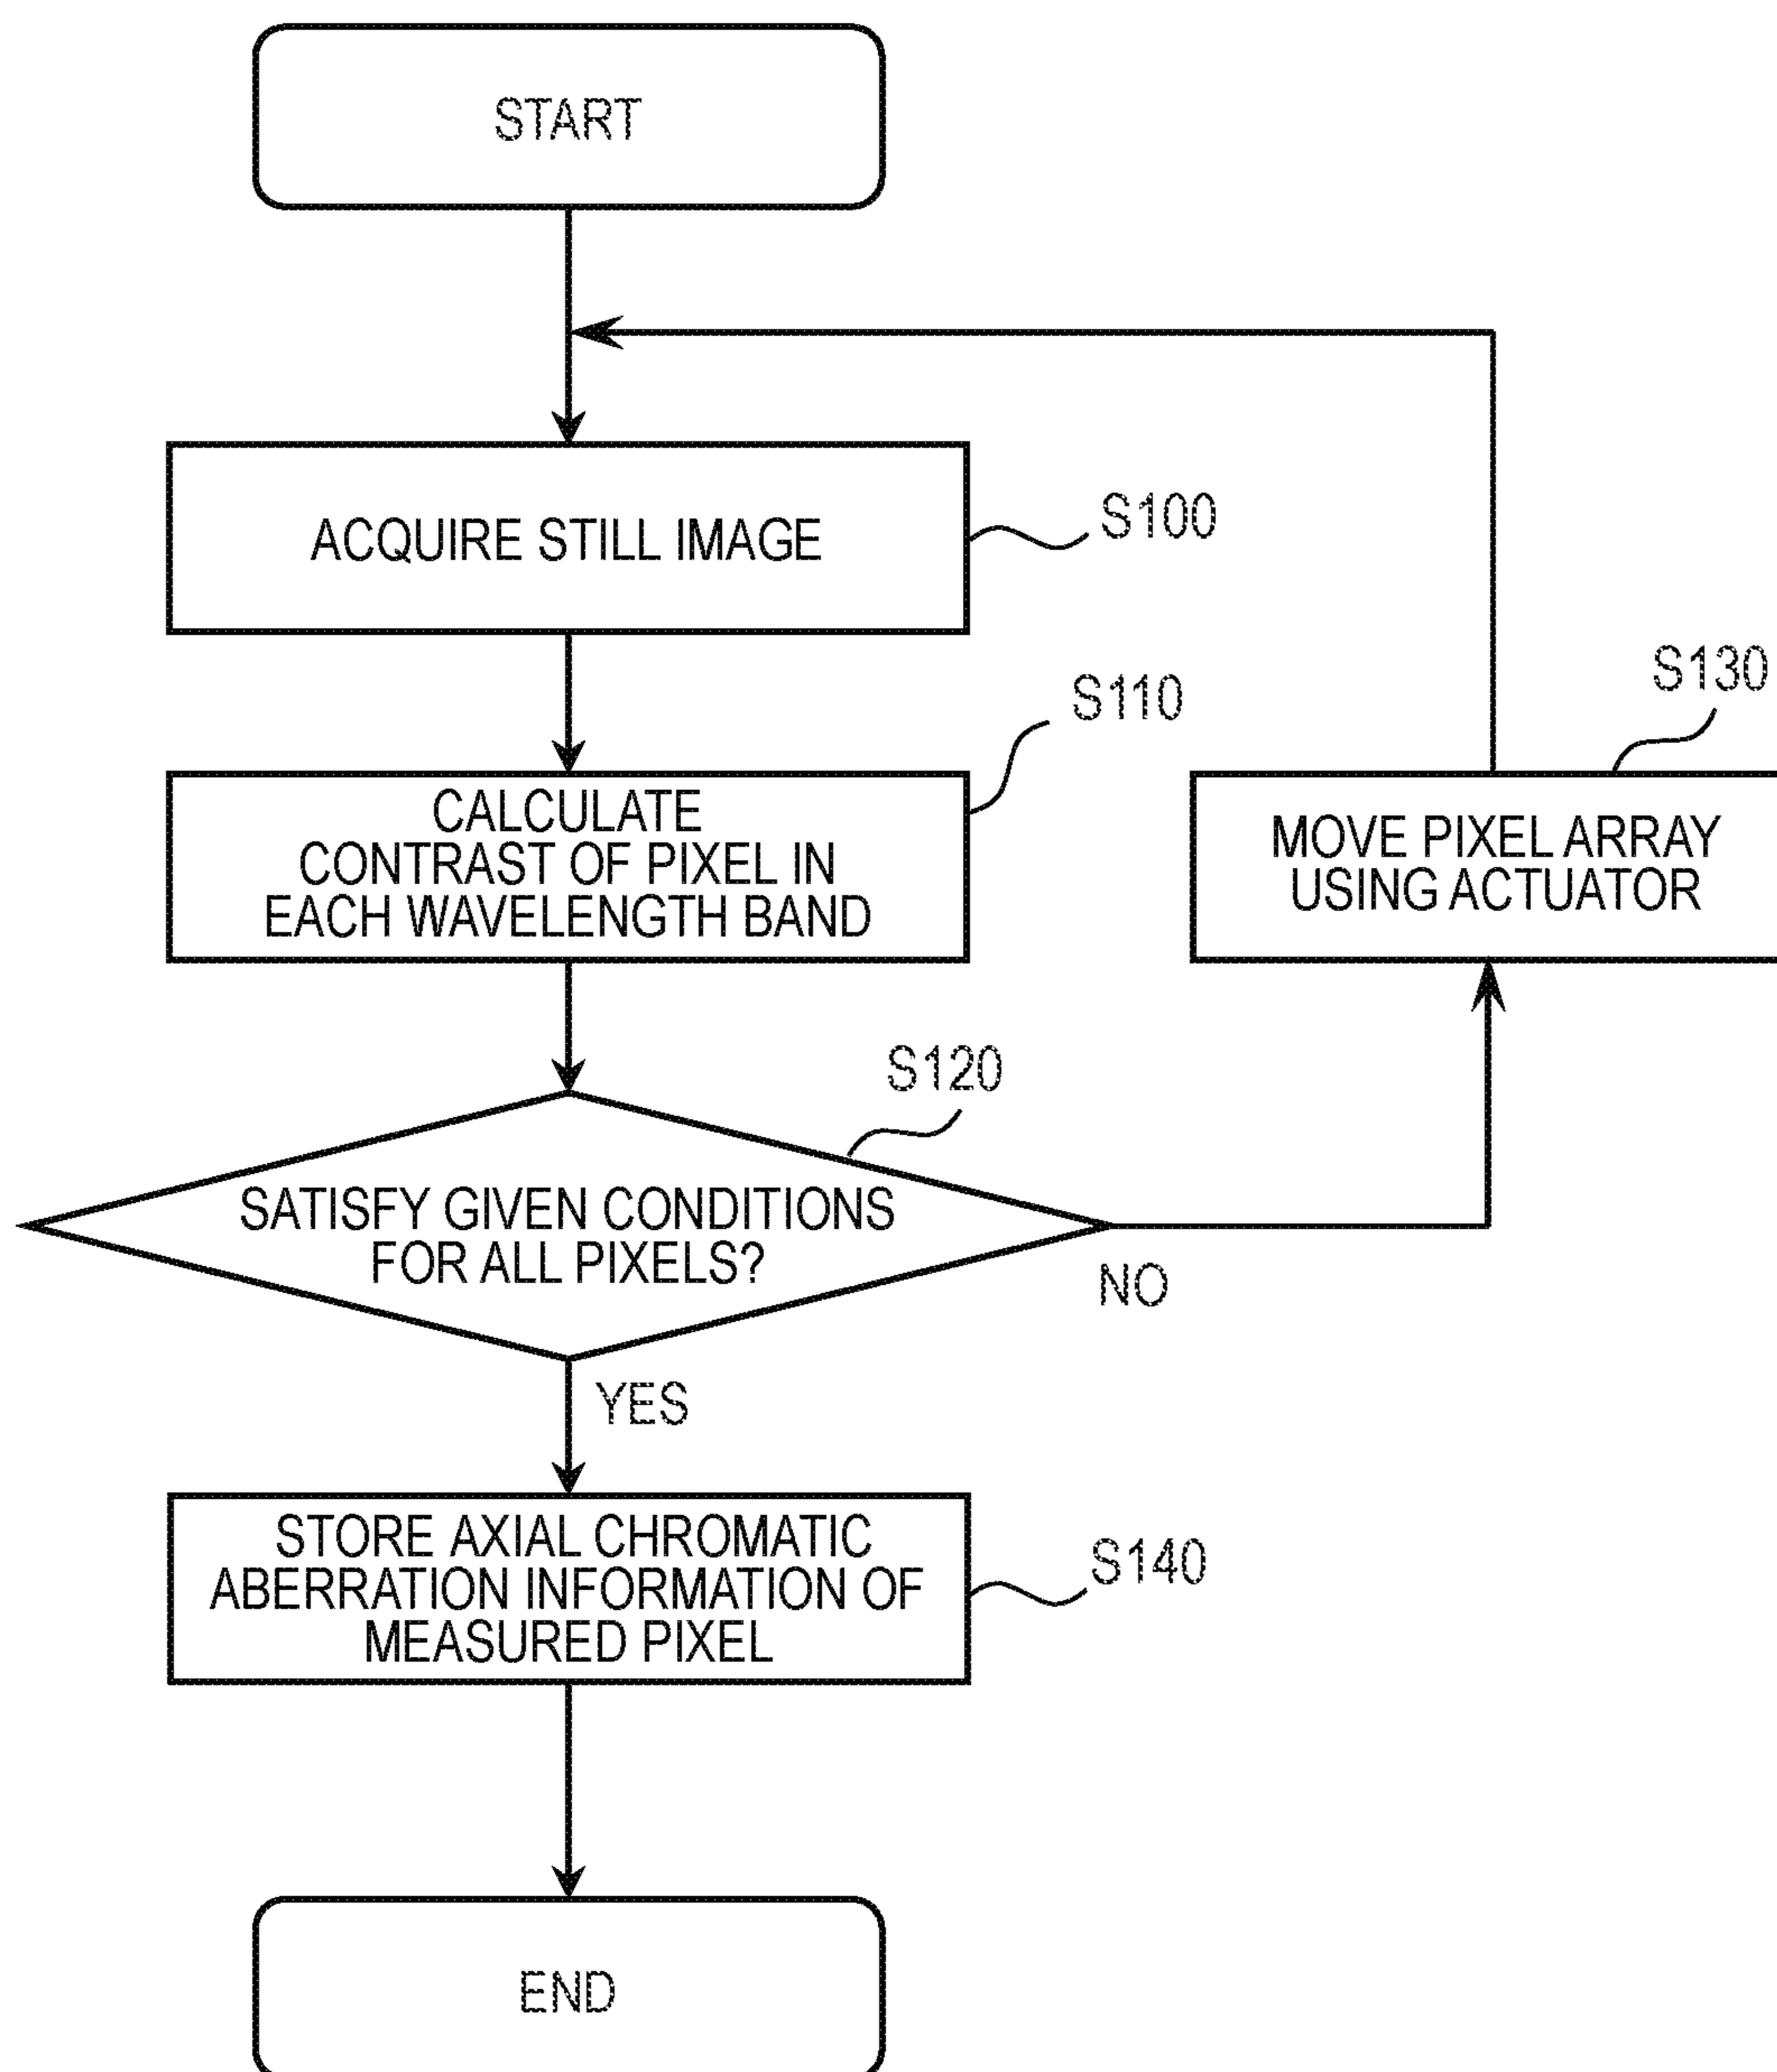 START
ACQUIRE STILL IMAGE
S100
CALCULATE
CONTRAST OF PIXEL IN
EACH WAVELENGTH BAND
S110
MOVE PIXEL ARRAY
USING ACTUATOR
S130
SATISFY GIVEN CONDITIONS
FOR ALL PIXELS?
S120
NO
YES
STORE AXIAL CHROMATIC
ABERRATION INFORMATION OF
MEASURED PIXEL
S140
END